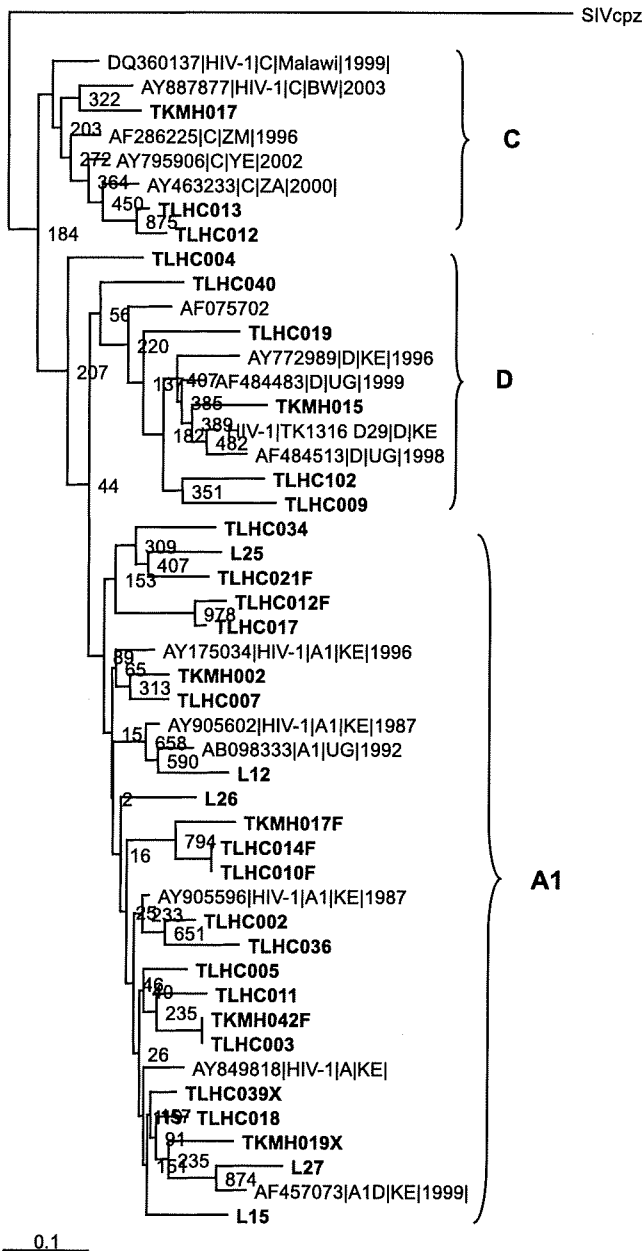 SIVcpz
DQ360137|HIV-1|C|Malawi|1999|
AY887877|HIV-1|C|BW|2003
322
TKMH017
203
AF286225|C|ZM|1996
C
272
AY795906|C|YE|2002
364
AY463233|C|ZA|2000|
450
TLHC013
875
TLHC012
184
TLHC004
TLHC040
56
AF075702
220
TLHC019
207
AY772989|D|KE|1996
137
407
AF484483|D|UG|1999
D
385
TKMH015
389
HIV-1|TK1316 D29|D|KE
182
482
AF484513|D|UG|1998
44
TLHC102
351
TLHC009
TLHC034
309
L25
407
153
TLHC021F
TLHC012F
978
TLHC017
AY175034|HIV-1|A1|KE|1996
89
65
TKMH002
313
TLHC007
AY905602|HIV-1|A1|KE|1987
15
658
AB098333|A1|UG|1992
590
L12
2
L26
TKMH017F
794
16
TLHC014F
TLHC010F
A1
AY905596|HIV-1|A1|KE|1987
25
233
TLHC002
651
TLHC036
TLHC005
46
40
TLHC011
235
TKMH042F
TLHC003
26
AY849818|HIV-1|A|KE|
TLHC039X
TLHC018
91
TKMH019X
151
235
L27
874
AF457073|A1D|KE|1999|
L15
0.1